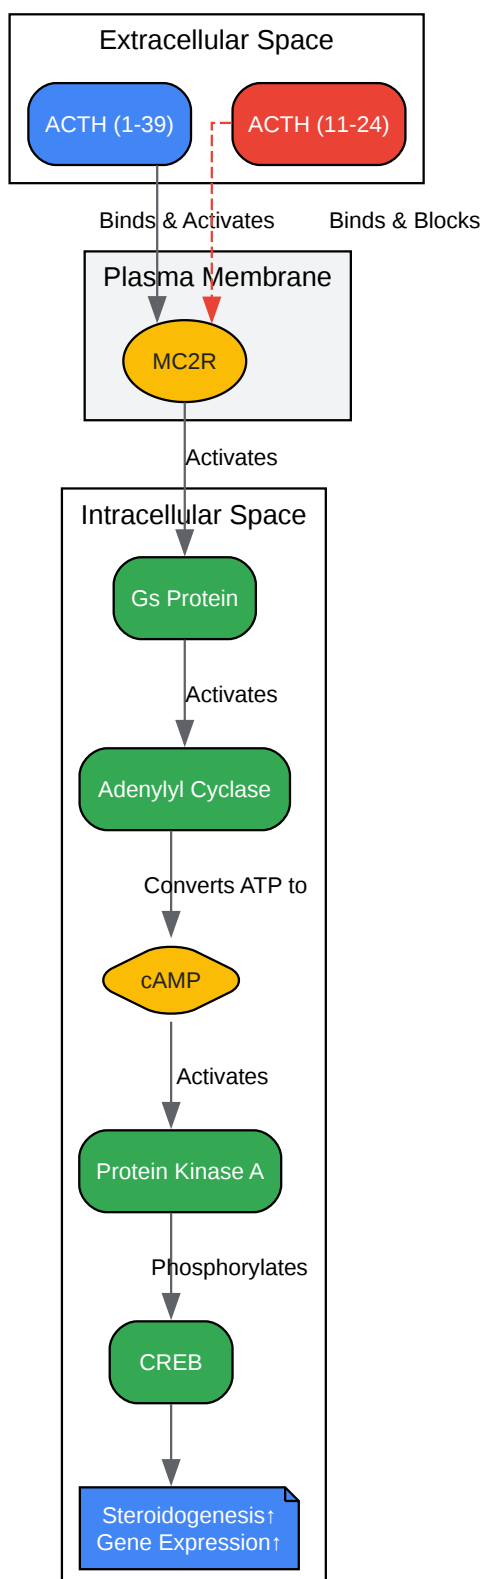 Extracellular Space
ACTH (1-39)
ACTH (11-24)
Binds & Activates
Binds & Blocks
Plasma Membrane
MC2R
Activates
Intracellular Space
Gs Protein
Activates
Adenylyl Cyclase
Converts ATP to
cAMP
Activates
Protein Kinase A
Phosphorylates
CREB
Steroidogenesis↑
Gene Expression↑